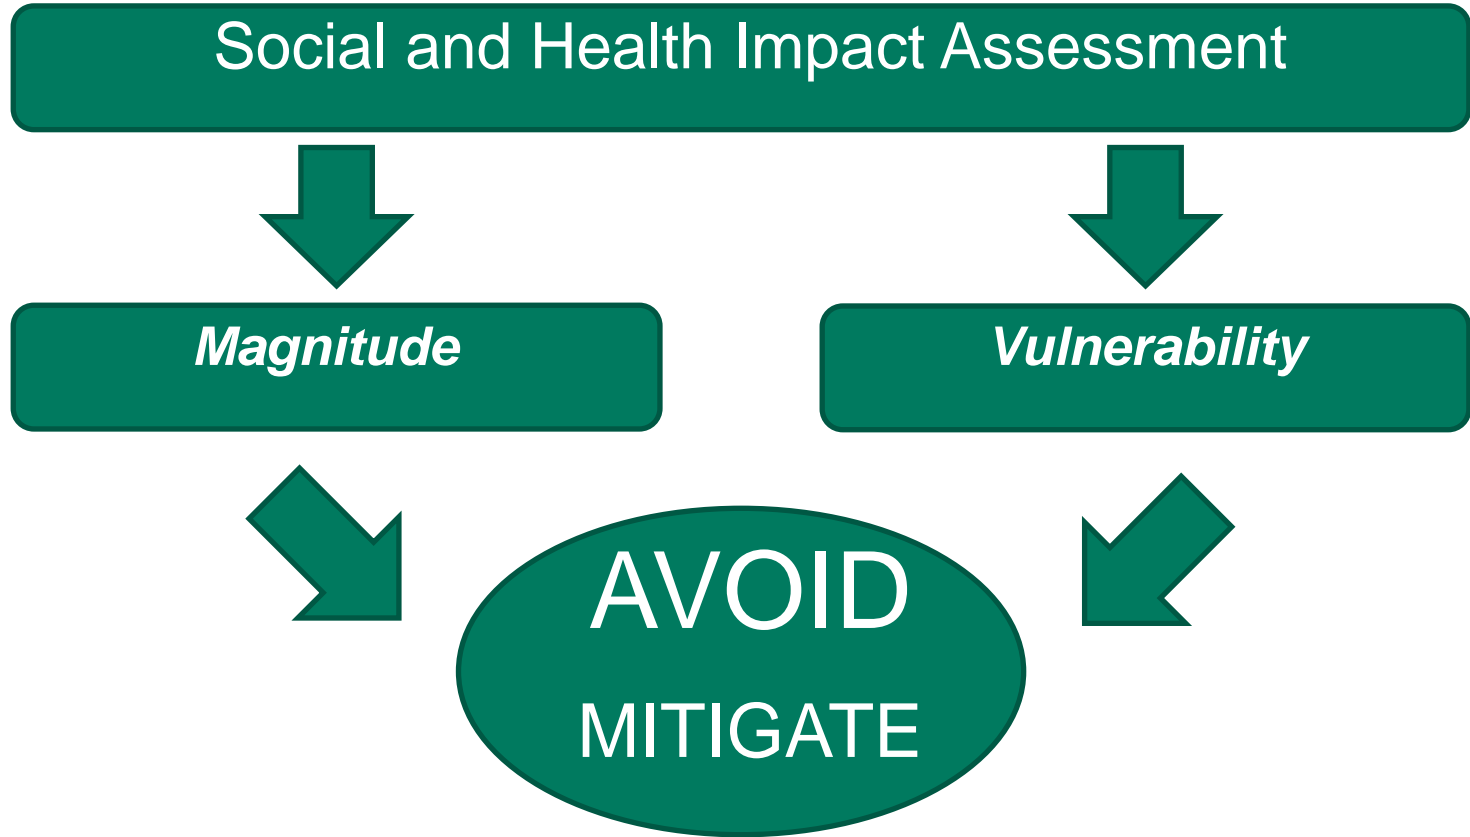 Social and Health Impact Assessment
Magnitude
Vulnerability
AVOID
MITIGATE